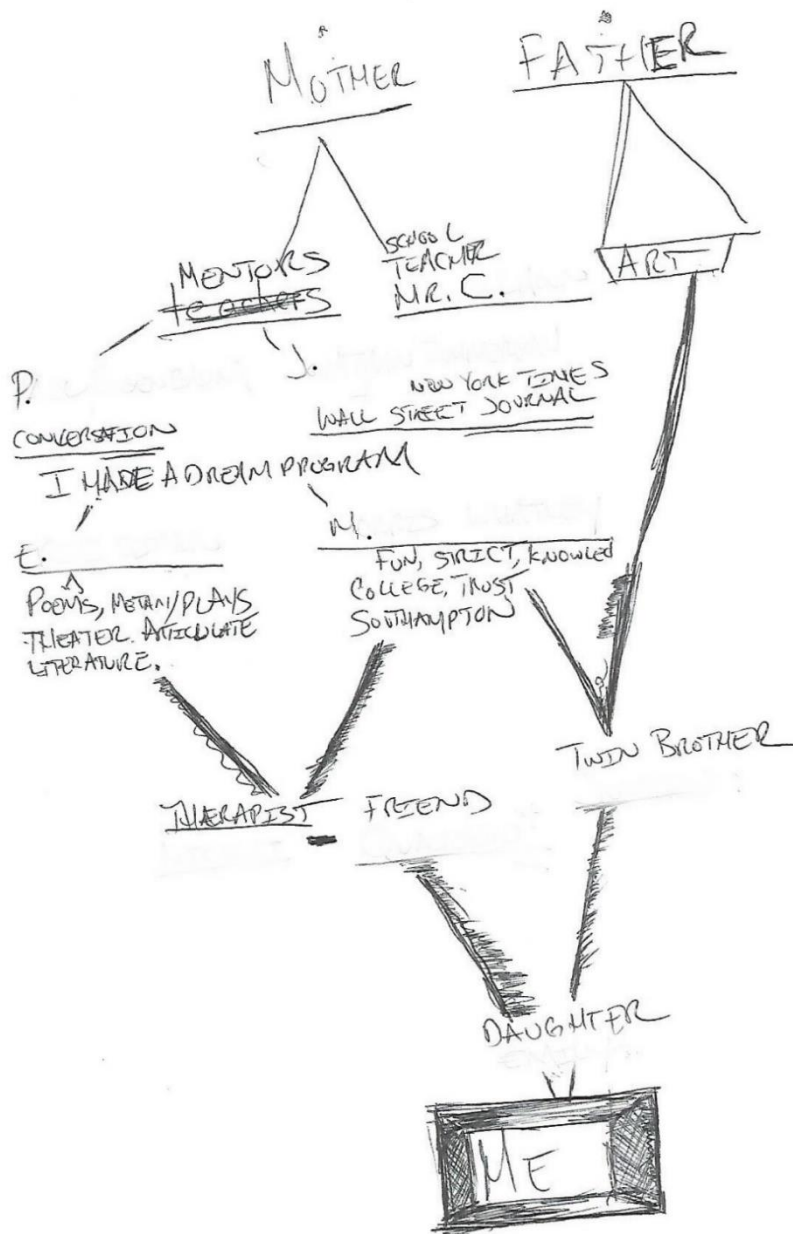 MOTHER
FATHER
MENTORS
teachers
SCHOOL
TEACHER
MR. C.
ART
P.
J.
NEW YORK TIMES
WALL STREET JOURNAL
CONVERSATION
I MADE A DREAM PROGRAM
E.
M.
FUN, STRICT, KNOWLED
COLLEGE, TRUST
SOUTHAMPTON
POEMS, /PLAYS
THEATER. ARTICULATE
LITERATURE.
TWIN BROTHER
THERAPIST - FRIEND
DAUGHTER
ME